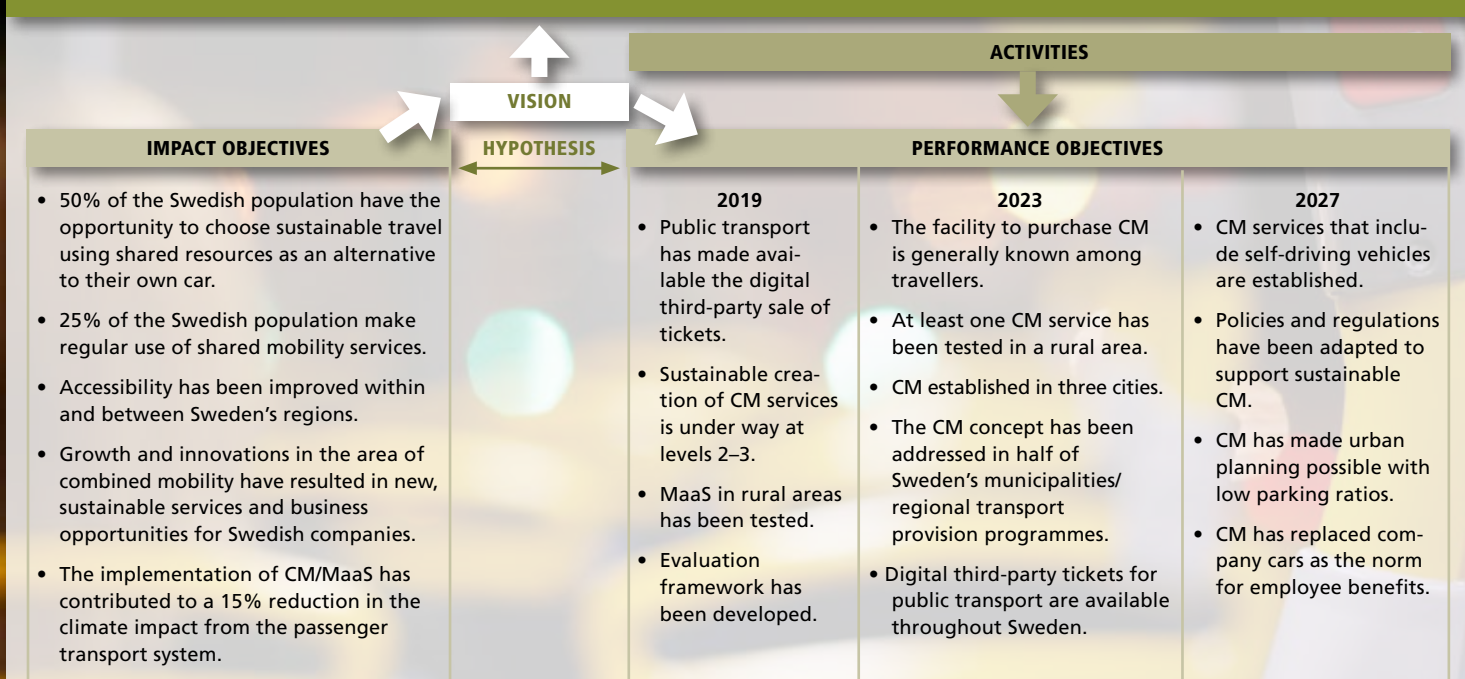 ACTIVITIES
VISION
IMPACT OBJECTIVES
HYPOTHESIS
PERFORMANCE OBJECTIVES
• 50% of the Swedish population have the
opportunity to choose sustainable travel
using shared resources as an alternative
to their own car.
• 25% of the Swedish population make
regular use of shared mobility services.
• Accessibility has been improved within
and between Sweden’s regions.
• Growth and innovations in the area of
combined mobility have resulted in new,
sustainable services and business
opportunities for Swedish companies.
• The implementation of CM/MaaS has
contributed to a 15% reduction in the
climate impact from the passenger
transport system.
2019
• Public transport
has made avai-
lable the digital
third-party sale of
tickets.
• Sustainable crea-
tion of CM services
is under way at
levels 2–3.
• MaaS in rural areas
has been tested.
• Evaluation
framework has
been developed.
2023
• The facility to purchase CM
is generally known among
travellers.
• At least one CM service has
been tested in a rural area.
• CM established in three cities.
• The CM concept has been
addressed in half of
Sweden’s municipalities/
regional transport
provision programmes.
• Digital third-party tickets for
public transport are available
throughout Sweden.
2027
• CM services that inclu-
de self-driving vehicles
are established.
• Policies and regulations
have been adapted to
support sustainable
CM.
• CM has made urban
planning possible with
low parking ratios.
• CM has replaced com-
pany cars as the norm
for employee benefits.